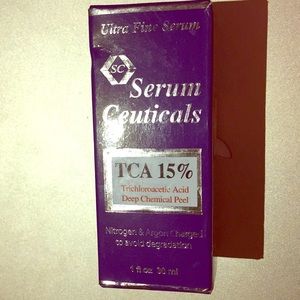 Ultra Fine Serum
SC
Serum
Ceuticals
TCA 15%
Trichloroacetic Acid
Deep Chemical Peel
Nitrogen & Argon Charged
to avoid degradation
1 fl oz 30 ml